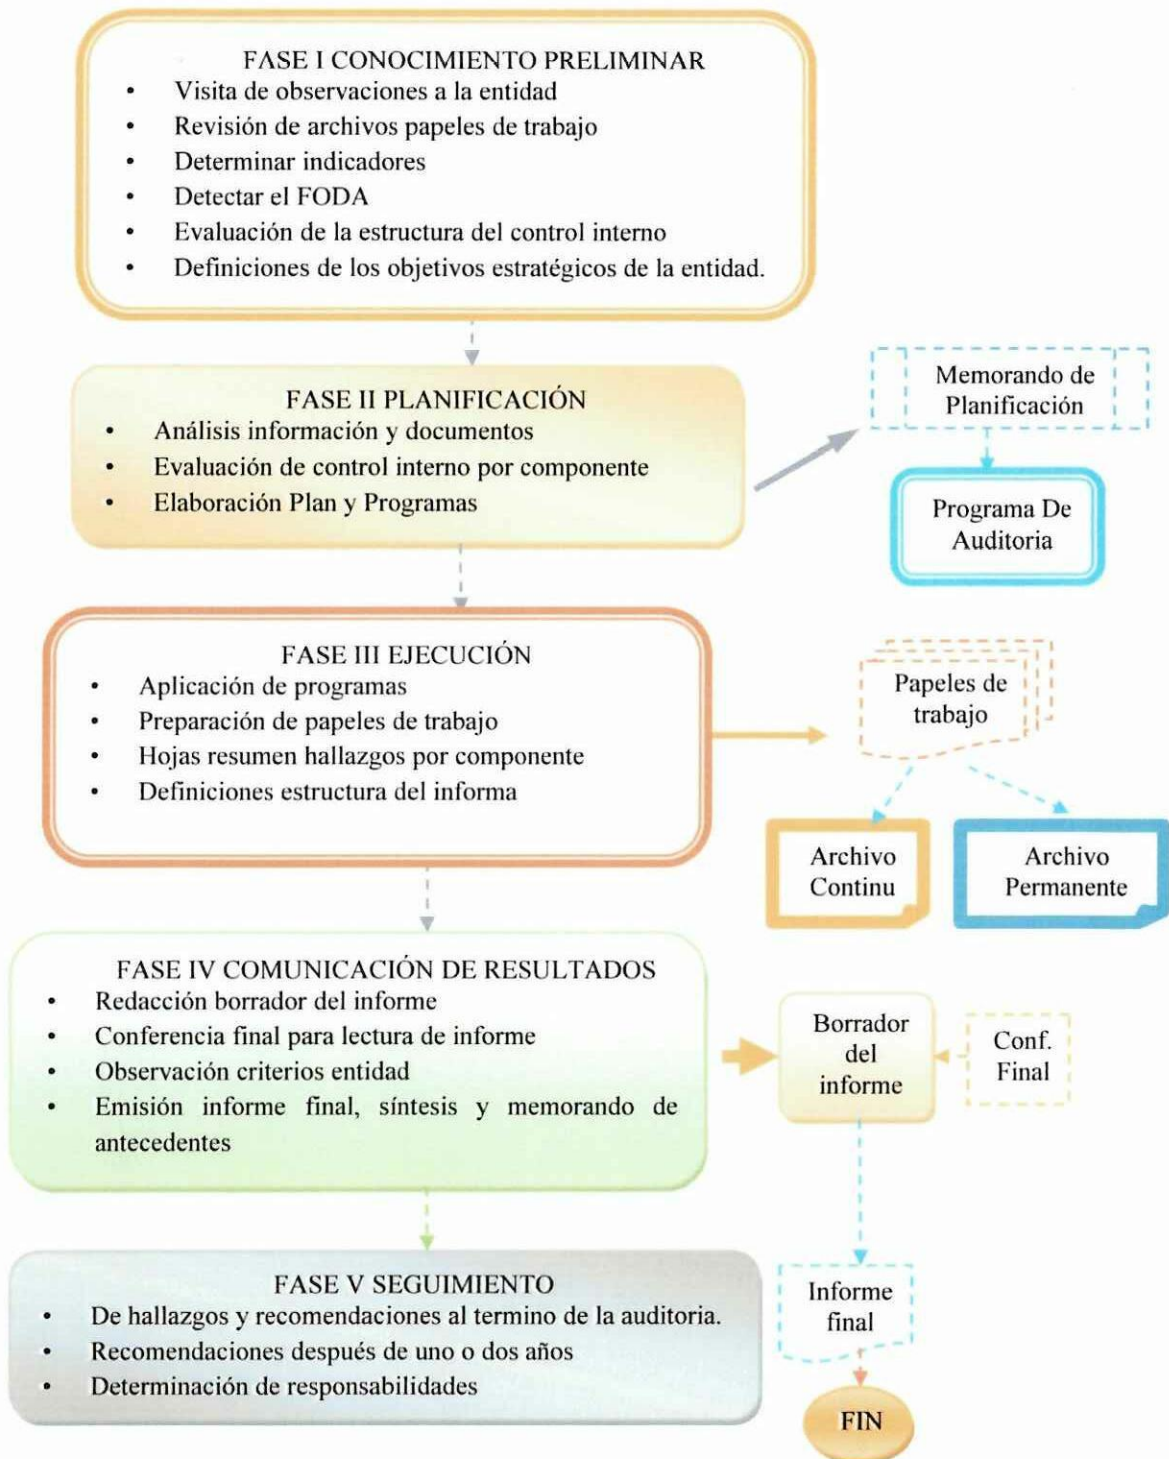 FASE I CONOCIMIENTO PRELIMINAR
• Visita de observaciones a la entidad
• Revisión de archivos papeles de trabajo
• Determinar indicadores
• Detectar el FODA
• Evaluación de la estructura del control interno
• Definiciones de los objetivos estratégicos de la entidad.
FASE II PLANIFICACIÓN
• Análisis información y documentos
• Evaluación de control interno por componente
• Elaboración Plan y Programas
Memorando de
Planificación
Programa De
Auditoria
FASE III EJECUCIÓN
• Aplicación de programas
• Preparación de papeles de trabajo
• Hojas resumen hallazgos por componente
• Definiciones estructura del informa
Papeles de
trabajo
Archivo
Continu
Archivo
Permanente
FASE IV COMUNICACIÓN DE RESULTADOS
• Redacción borrador del informe
• Conferencia final para lectura de informe
• Observación criterios entidad
• Emisión informe final, síntesis y memorando de
antecedentes
Borrador
del
informe
Conf.
Final
FASE V SEGUIMIENTO
• De hallazgos y recomendaciones al termino de la auditoria.
• Recomendaciones después de uno o dos años
• Determinación de responsabilidades
Informe
final
FIN